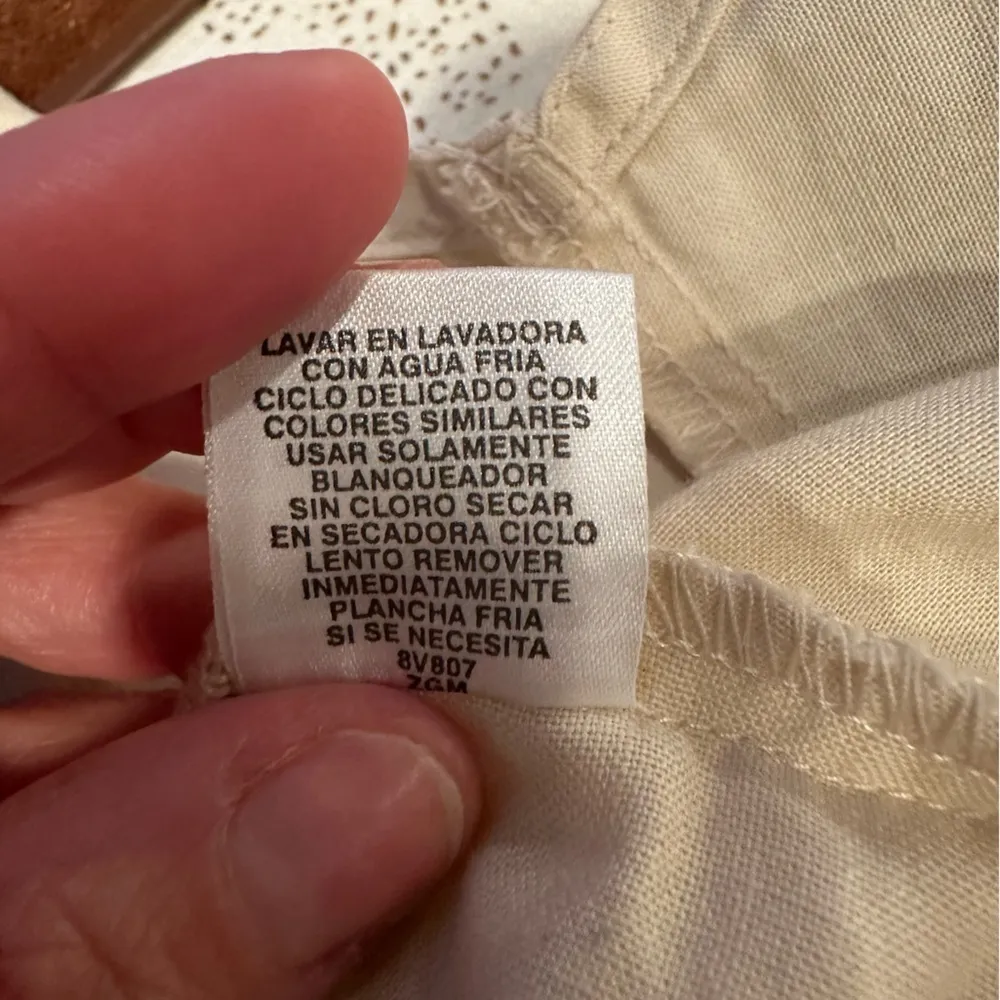 LAVAR EN LAVADORA
CON AGUA FRIA
CICLO DELICADO CON
COLORES SIMILARES
USAR SOLAMENTE
BLANQUEADOR
SIN CLORO SECAR
EN SECADORA CICLO
LENTO REMOVER
INMEDIATAMENTE
PLANCHA FRIA
SI SE NECESITA
8V807
ZGM